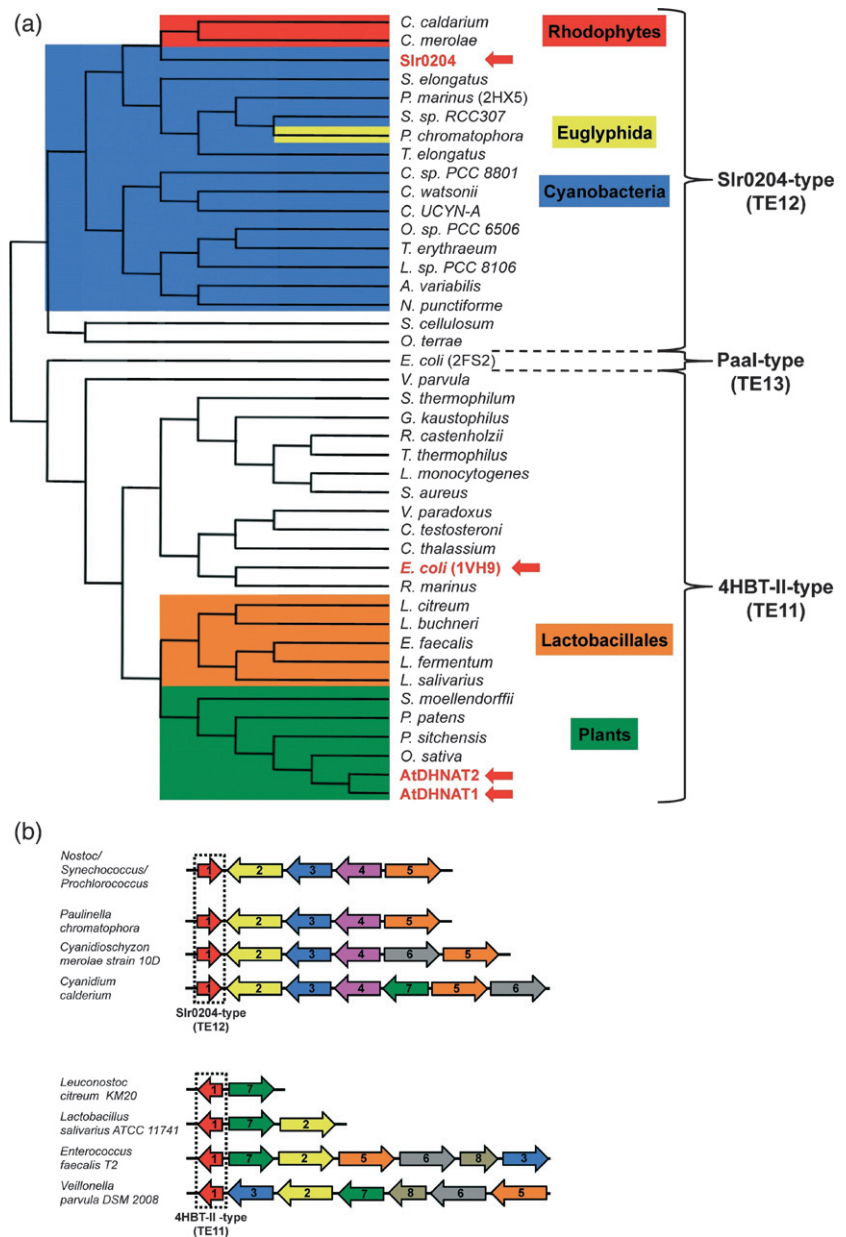 (a)
C. caldarium
C. merolae
Slr0204
S. elongatus
P. marinus (2HX5)
S. sp. RCC307
P. chromatophora
T. elongatus
C. sp. PCC 8801
C. watsonii
C. UCYN-A
O. sp. PCC 6506
T. erythraeum
L. sp. PCC 8106
A. variabilis
N. punctiforme
S. cellulosum
O. terrae
E. coli (2FS2)
V. parvula
S. thermophilum
G. kaustophilus
R. castenholzii
T. thermophilus
L. monocytogenes
S. aureus
V. paradoxus
C. testosteroni
C. thalassium
E. coli (1VH9)
R. marinus
L. citreum
L. buchneri
E. faecalis
L. fermentum
L. salivarius
S. moellendorffii
P. patens
P. sitchensis
O. sativa
AtDHNAT2
AtDHNAT1
Rhodophytes
Euglyphida
Cyanobacteria
Lactobacillales
Plants
Slr0204-type
(TE12)
PaaI-type
(TE13)
4HBT-II-type
(TE11)
(b)
Nostoc/
Synechococcus/
Prochlorococcus
1 2 3 4 5
Paulinella
chromatophora
1 2 3 4 5
Cyanidioschyzon
merolae strain 10D
1 2 3 4 6 5
Cyanidium
calderium
1 2 3 4 7 5 6
Slr0204-type
(TE12)
Leuconostoc
citreum KM20
1 7
Lactobacillus
salivarius ATCC 11741
1 7 2
Enterococcus
faecalis T2
1 7 2 5 6 8 3
Veillonella
parvula DSM 2008
1 3 2 7 8 6 5
4HBT-II -type
(TE11)